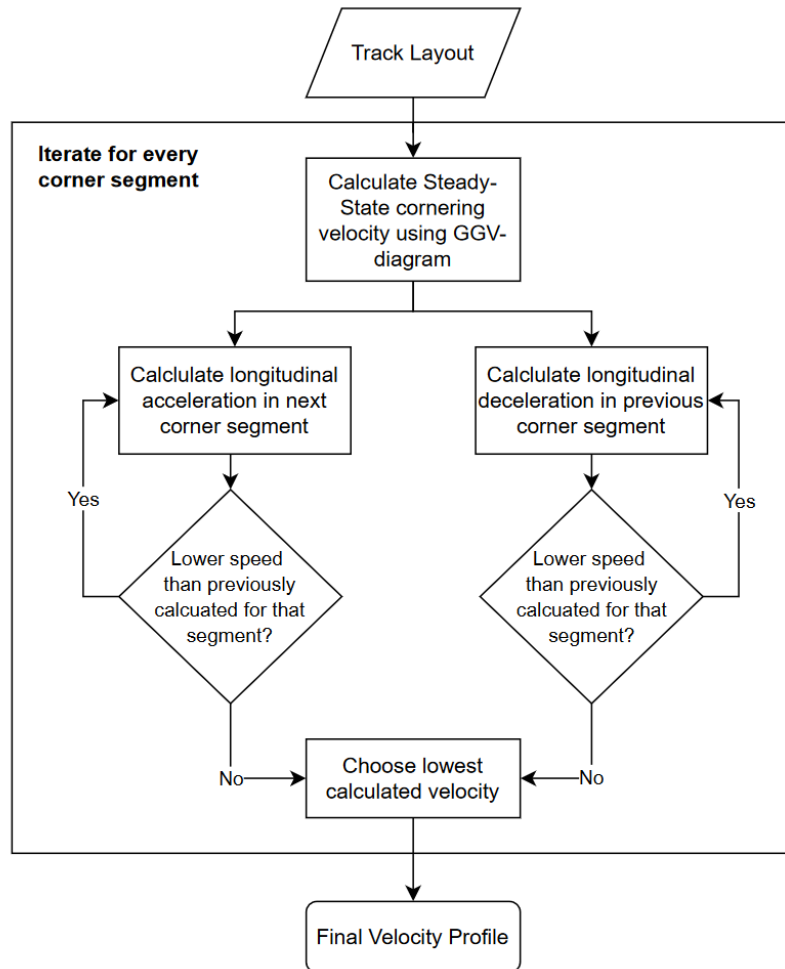 Track Layout
Iterate for every
corner segment
Calculate Steady-
State cornering
velocity using GGV-
diagram
Calclulate longitudinal
acceleration in next
corner segment
Calclulate longitudinal
deceleration in previous
corner segment
Yes
Yes
Lower speed
than previously
calcuated for that
segment?
Lower speed
than previously
calcuated for that
segment?
No
Choose lowest
calculated velocity
No
Final Velocity Profile